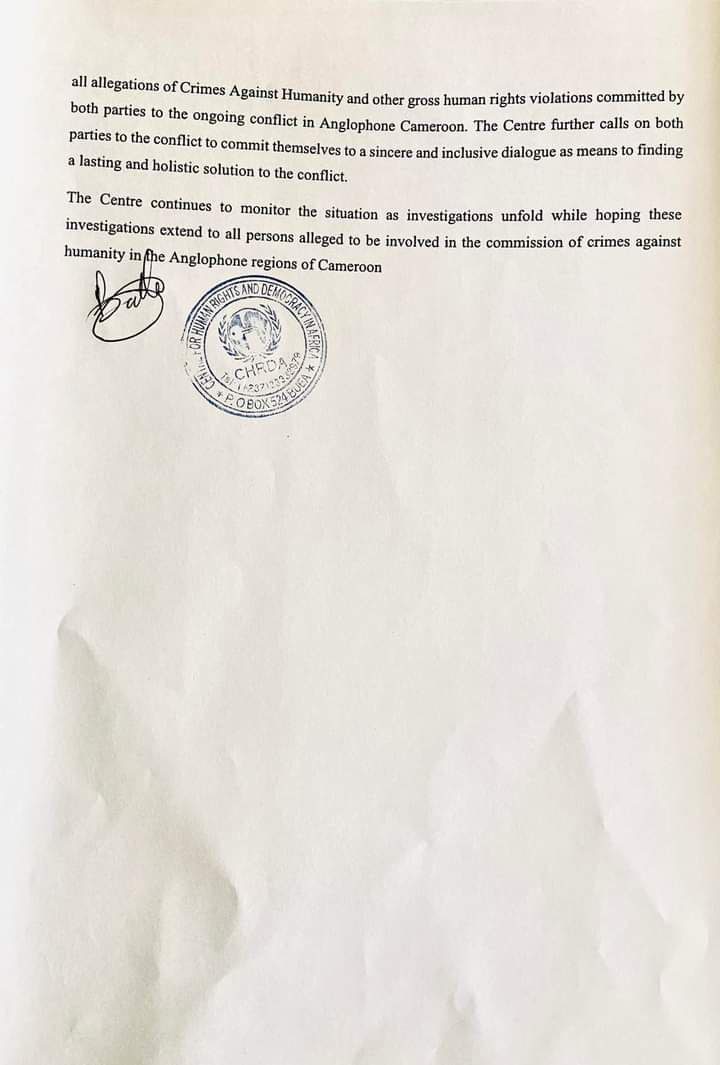 all allegations of Crimes Against Humanity and other gross human rights violations committed by
both parties to the ongoing conflict in Anglophone Cameroon. The Centre further calls on both
parties to the conflict to commit themselves to a sincere and inclusive dialogue as means to finding
a lasting and holistic solution to the conflict.
The Centre continues to monitor the situation as investigations unfold while hoping these
investigations extend to all persons alleged to be involved in the commission of crimes against
humanity in the Anglophone regions of Cameroon
CENTRE FOR HUMAN RIGHTS AND DEMOCRACY IN AFRICA
CHRDA
★ P.O BOX 524 BUEA ★